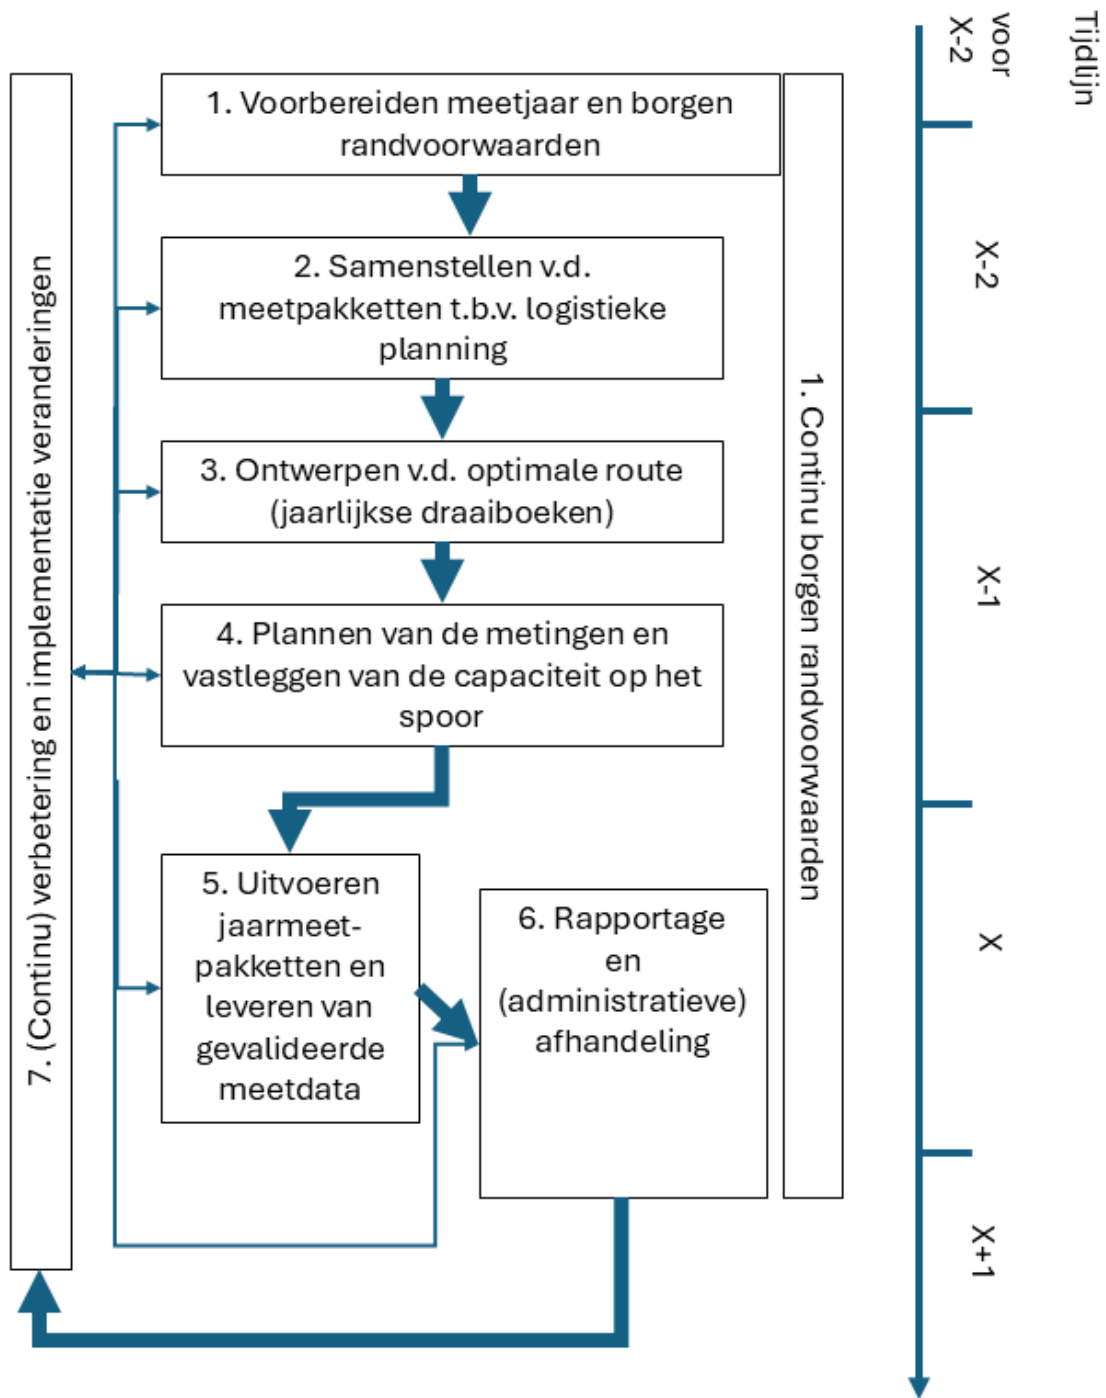 Tijdlijn
voor
X-2
1. Voorbereiden meetjaar en borgen
randvoorwaarden
2. Samenstellen v.d.
meetpakketten t.b.v. logistieke
planning
X-2
3. Ontwerpen v.d. optimale route
(jaarlijkse draaiboeken)
X-1
4. Plannen van de metingen en
vastleggen van de capaciteit op het
spoor
5. Uitvoeren
jaarmeet-
pakketten en
leveren van
gevalideerde
meetdata
6. Rapportage
en
(administratieve)
afhandeling
X
X+1
1. Continu borgen randvoorwaarden
7. (Continu) verbetering en implementatie veranderingen